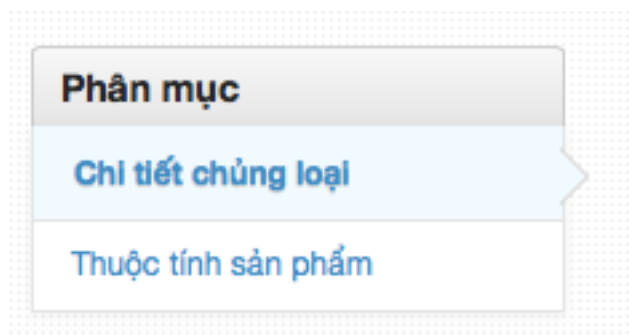 Phân mục
Chi tiết chủng loại
Thuộc tính sản phẩm